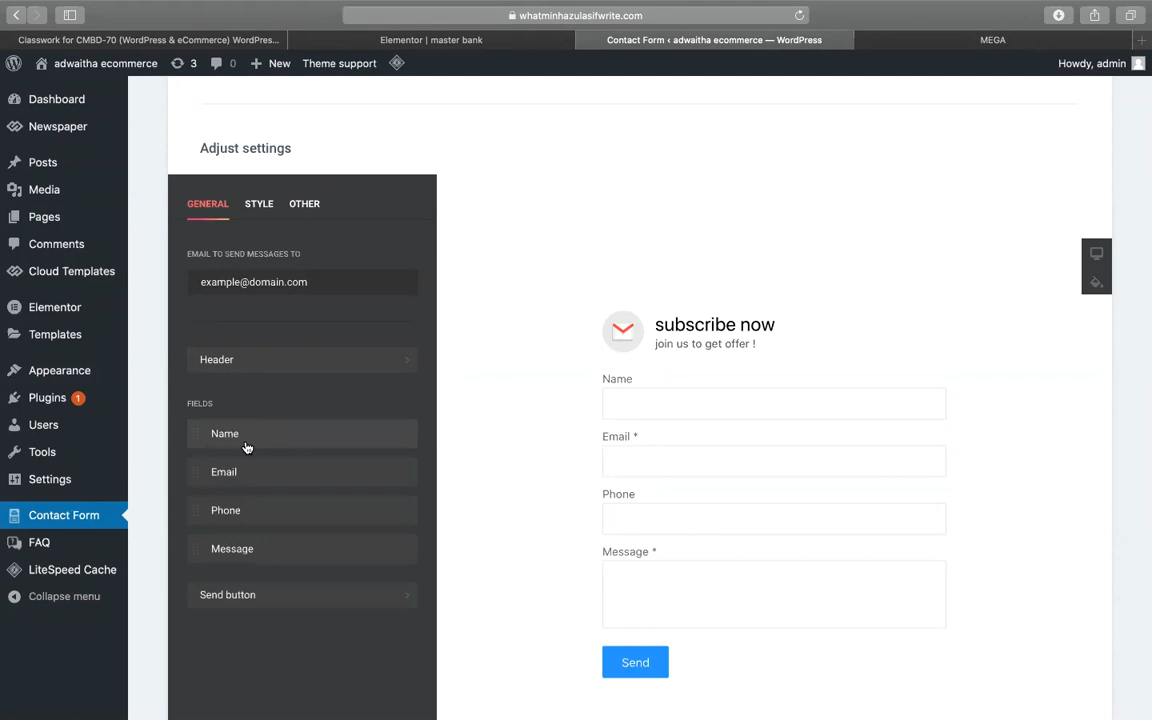 whatminhazulasifwrite.com
Classwork for CMBD-70 (WordPress & eCommerce) WordPres...
Elementor | master bank
Contact Form ‹ adwaitha ecommerce — WordPress
MEGA
adwaitha ecommerce
3
0
New
Theme support
Howdy, admin
Dashboard
Newspaper
Posts
Media
Pages
Comments
Cloud Templates
Elementor
Templates
Appearance
Plugins 1
Users
Tools
Settings
Contact Form
FAQ
LiteSpeed Cache
Collapse menu
Adjust settings
GENERAL STYLE OTHER
EMAIL TO SEND MESSAGES TO
example@domain.com
Header
FIELDS
Name
Email
Phone
Message
Send button
subscribe now
join us to get offer !
Name
Email *
Phone
Message *
Send